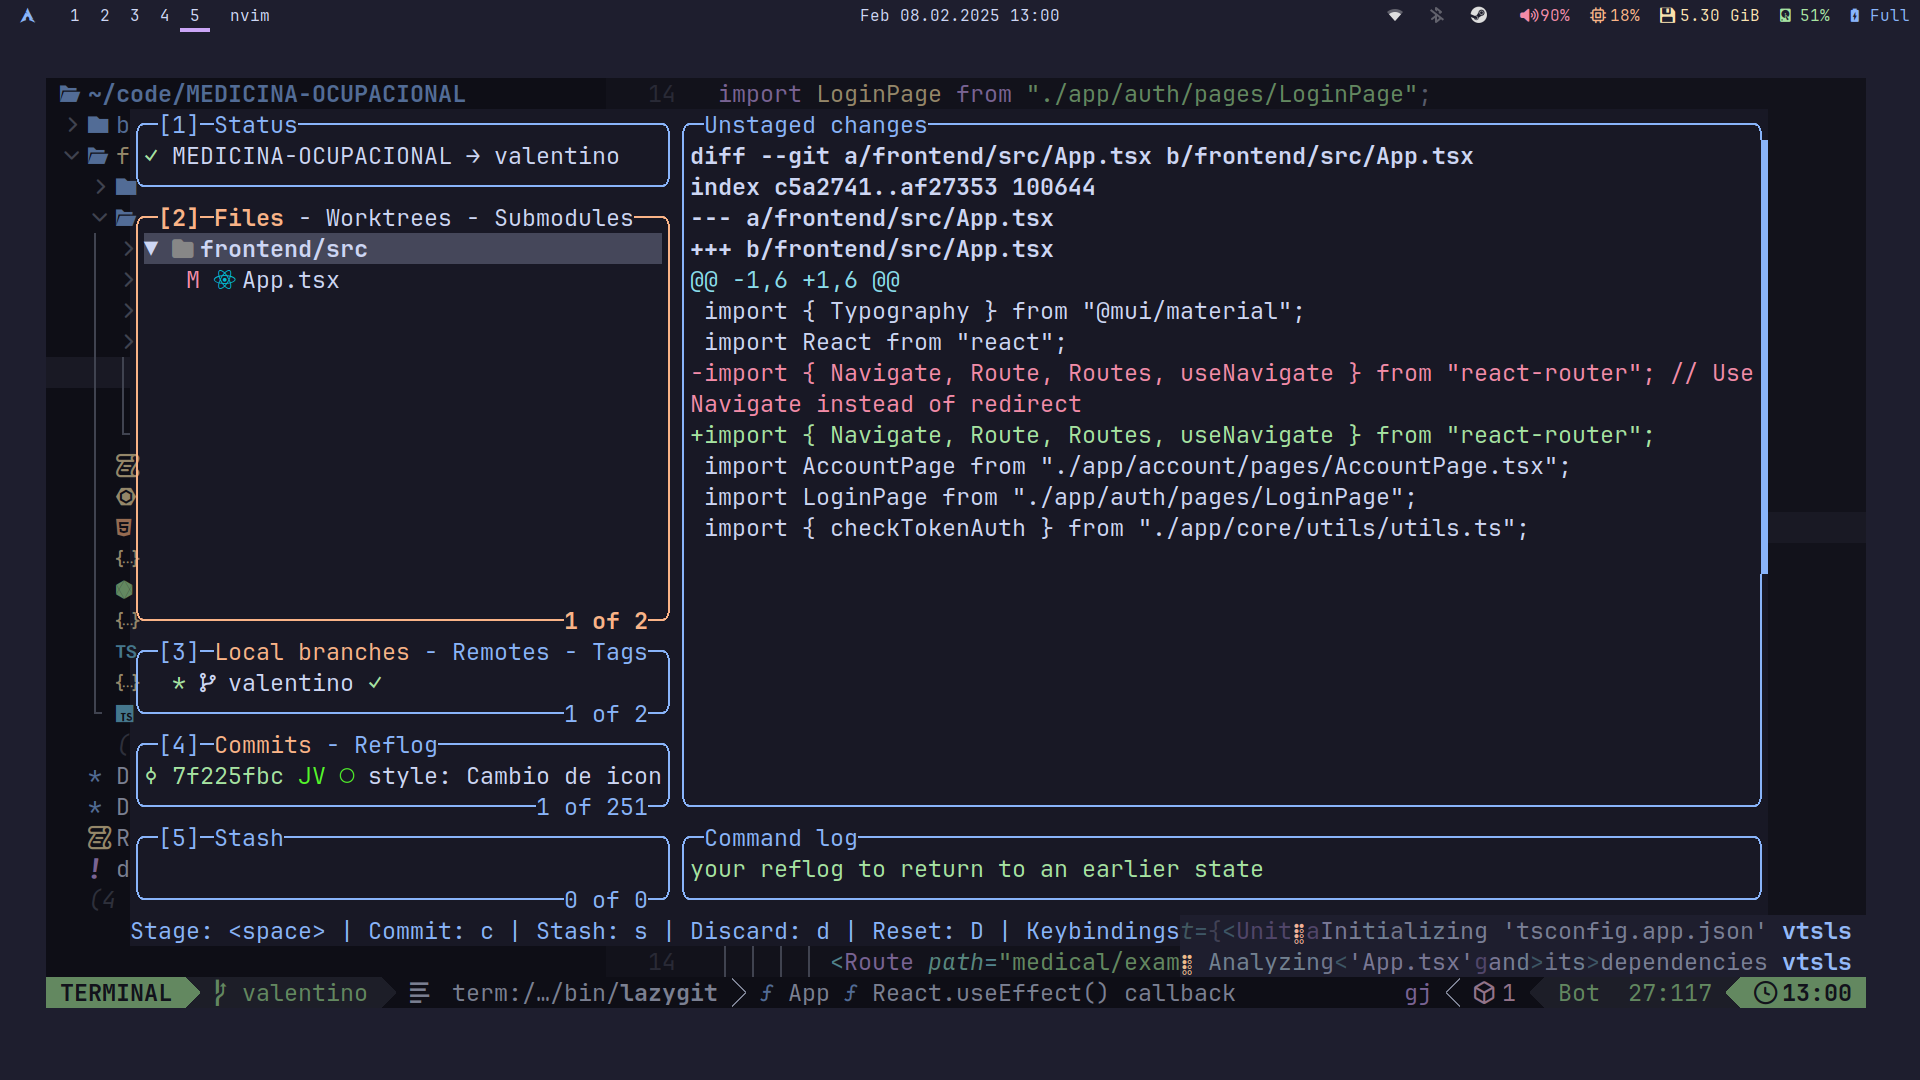 1 2 3 4 5 nvim Feb 08.02.2025 13:00 90% 18% 5.30 GiB 51% Full
~/code/MEDICINA-OCUPACIONAL
14 import LoginPage from "./app/auth/pages/LoginPage";
b
[1]─Status
Unstaged changes
f
✓ MEDICINA-OCUPACIONAL → valentino
diff --git a/frontend/src/App.tsx b/frontend/src/App.tsx
index c5a2741..af27353 100644
[2]─Files - Worktrees - Submodules
--- a/frontend/src/App.tsx
▼ frontend/src
+++ b/frontend/src/App.tsx
M App.tsx
@@ -1,6 +1,6 @@
import { Typography } from "@mui/material";
import React from "react";
-import { Navigate, Route, Routes, useNavigate } from "react-router"; // Use
Navigate instead of redirect
+import { Navigate, Route, Routes, useNavigate } from "react-router";
import AccountPage from "./app/account/pages/AccountPage.tsx";
import LoginPage from "./app/auth/pages/LoginPage";
import { checkTokenAuth } from "./app/core/utils/utils.ts";
{..}
{..}
1 of 2
TS
[3]─Local branches - Remotes - Tags
{..}
* valentino ✓
TS
1 of 2
(
[4]─Commits - Reflog
* D
7f225fbc JV ○ style: Cambio de icon
* D
1 of 251
R
[5]─Stash
Command log
! d
your reflog to return to an earlier state
(4
0 of 0
Stage: <space> | Commit: c | Stash: s | Discard: d | Reset: D | Keybindingst={<Unit aInitializing 'tsconfig.app.json' vtsls
14 <Route path="medical/exam Analyzing<'App.tsx'gand>its>dependencies vtsls
TERMINAL valentino term:/…/bin/lazygit f App f React.useEffect() callback gj 1 Bot 27:117 13:00